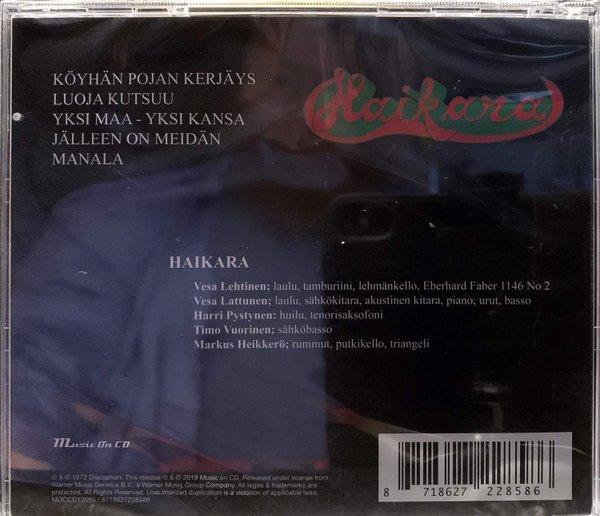 KÖYHÄN POJAN KERJÄYS
LUOJA KUTSUU
YKSI MAA - YKSI KANSA
JÄLLEEN ON MEIDÄN
MANALA
Haikara
HAIKARA
Vesa Lehtinen; laulu, tamburiini, lehmänkello, Eberhard Faber 1146 No 2
Vesa Lattunen; laulu, sähkökitara, akustinen kitara, piano, urut, basso
Harri Pystynen; huilu, tenorisaksofoni
Timo Vuorinen; sähköbasso
Markus Heikkerö; rummut, putkikello, triangeli
Music On CD
℗ & © 1972 Discophon. This release ℗ & © 2019 Music on CD. Released under license from
Warner Music Benelux B.V., a Warner Music Group Company. All logos & trademarks are
protected. All Rights Reserved. Unauthorized duplication is a violation of applicable laws.
MOCCD13685 / 8718627228586
8 718627 228586